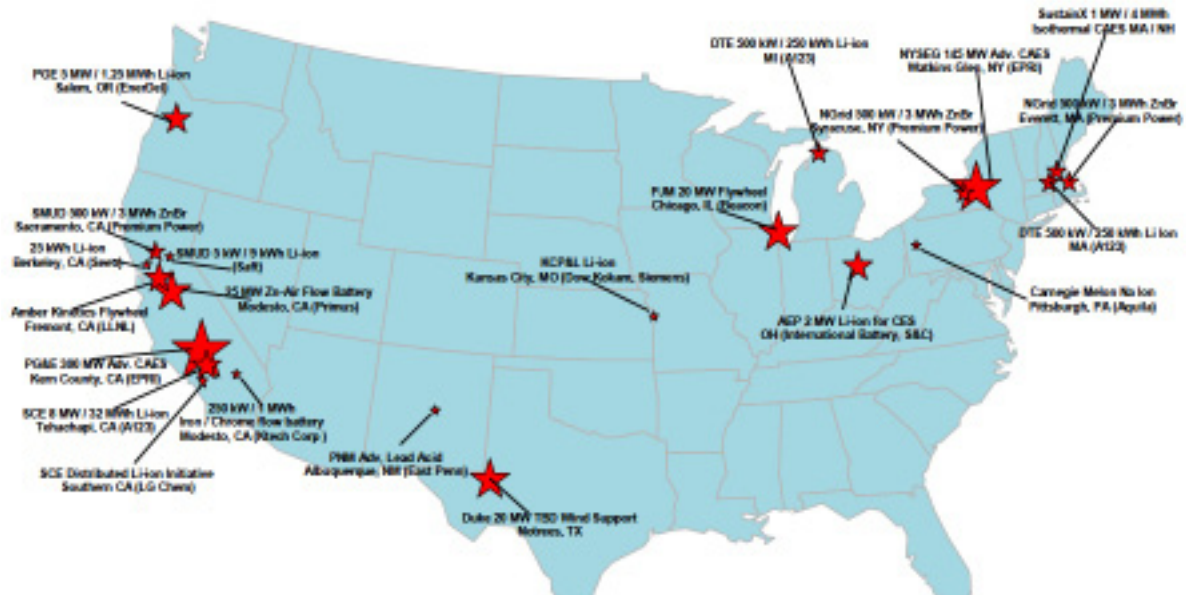 SustainX 1 MW / 4 MWh
Isothermal CAES MA / NH
DTE 500 kW / 250 kWh Li-ion
MI (A123)
NYSEG 145 MW Adv. CAES
Watkins Glen, NY (EPRI)
PGE 5 MW / 1.25 MWh Li-ion
Salem, OR (EnerDel)
NGrid 500 kW / 3 MWh ZnBr
Everett, MA (Premium Power)
NGrid 500 kW / 3 MWh ZnBr
Syracuse, NY (Premium Power)
PJM 20 MW Flywheel
Chicago, IL (Beacon)
SMUD 500 kW / 3 MWh ZnBr
Sacramento, CA (Premium Power)
DTE 500 kW / 250 kWh Li Ion
MA (A123)
25 kWh Li-ion
Berkeley, CA (Seeo)
SMUD 5 kW / 9 kWh Li-ion
(Saft)
KCP&L Li-ion
Kansas City, MO (Dow Kokam, Siemens)
25 MW Zn-Air Flow Battery
Modesto, CA (Primus)
Carnegie Melon Na Ion
Pittsburgh, PA (Aquila)
Amber Kinetics Flywheel
Fremont, CA (LLNL)
AEP 2 MW Li-ion for CES
OH (International Battery, S&C)
PG&E 300 MW Adv. CAES
Kern County, CA (EPRI)
SCE 8 MW / 32 MWh Li-ion
Tehachapi, CA (A123)
250 kW / 1 MWh
Iron / Chrome flow battery
Modesto, CA (Ktech Corp )
PNM Adv. Lead Acid
Albuquerque, NM (East Penn)
SCE Distributed Li-ion Initiative
Southern CA (LG Chem)
Duke 20 MW TBD Wind Support
Notrees, TX